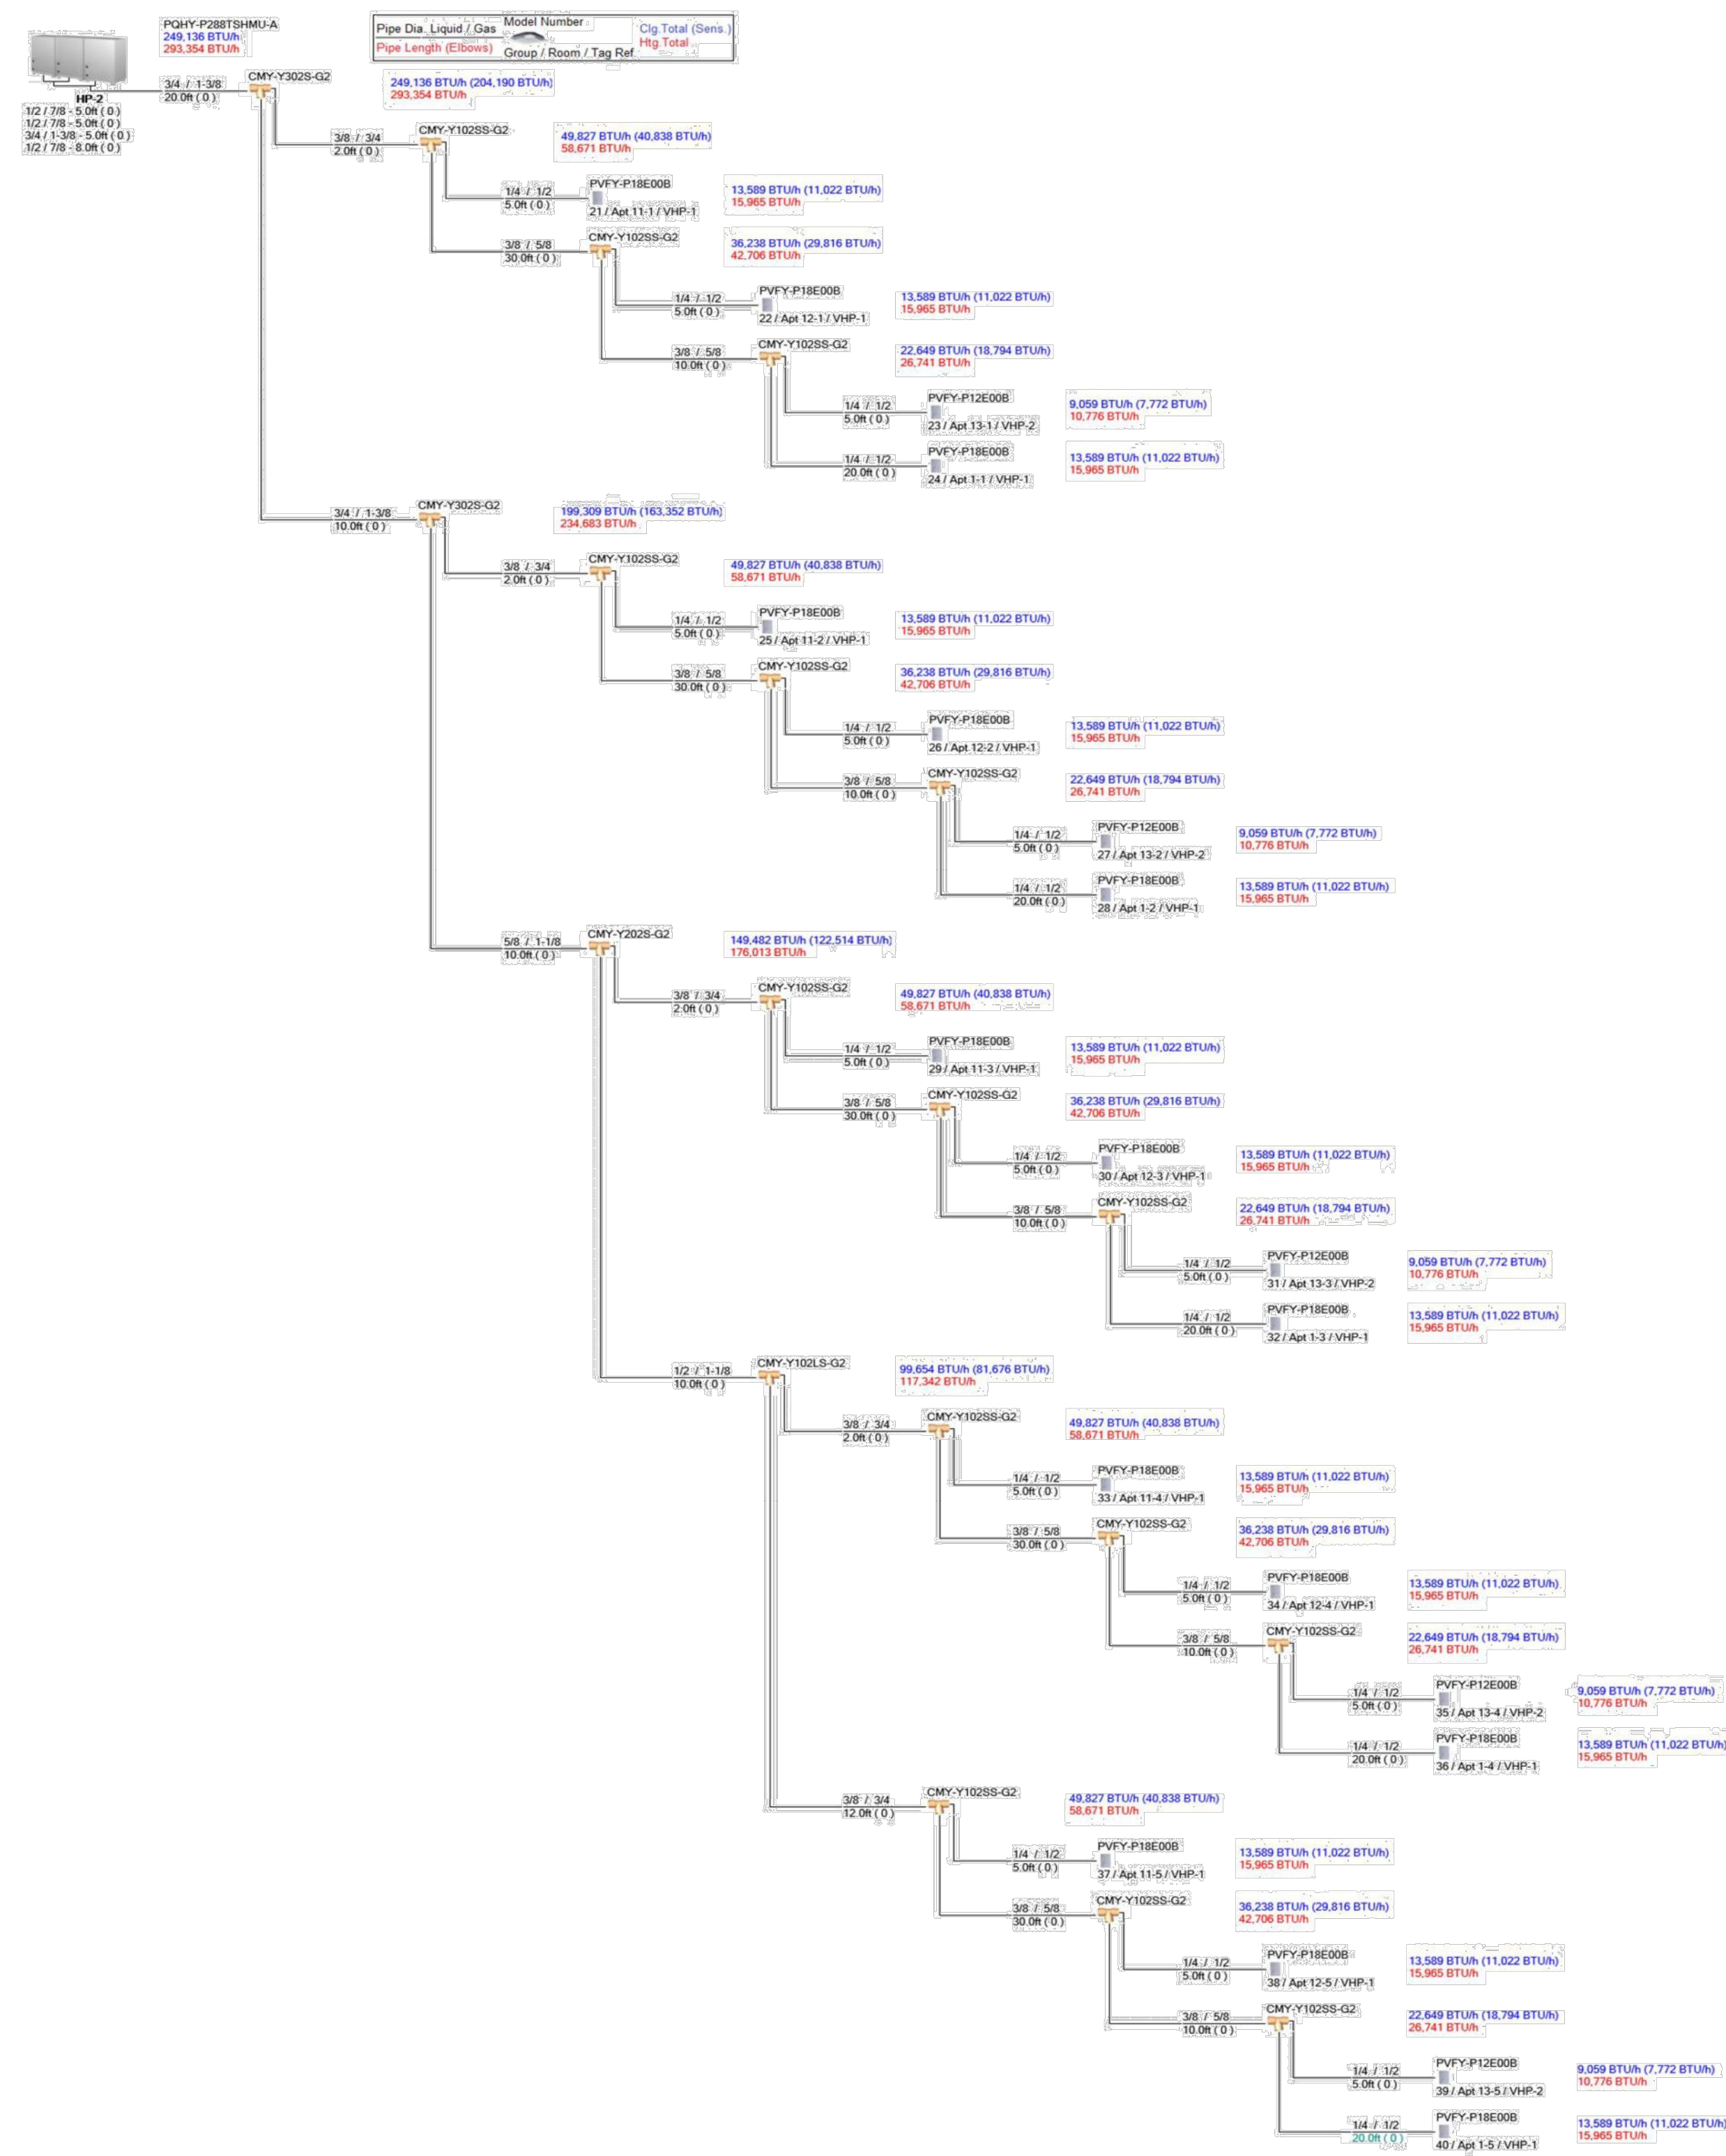 PQHY-P288TSHMU-A
249,136 BTU/h
293,354 BTU/h
Pipe Dia. Liquid / Gas
Pipe Length (Elbows)
Model Number
Group / Room / Tag Ref.
Clg.Total (Sens.)
Htg.Total
HP-2
1/2 / 7/8 - 5.0ft ( 0 )
1/2 / 7/8 - 5.0ft ( 0 )
3/4 / 1-3/8 - 5.0ft ( 0 )
1/2 / 7/8 - 8.0ft ( 0 )
3/4 / 1-3/8
20.0ft ( 0 )
CMY-Y302S-G2
249,136 BTU/h (204,190 BTU/h)
293,354 BTU/h
3/8 / 3/4
2.0ft ( 0 )
CMY-Y102SS-G2
49,827 BTU/h (40,838 BTU/h)
58,671 BTU/h
1/4 / 1/2
5.0ft ( 0 )
PVFY-P18E00B
21 / Apt 11-1 / VHP-1
13,589 BTU/h (11,022 BTU/h)
15,965 BTU/h
3/8 / 5/8
30.0ft ( 0 )
CMY-Y102SS-G2
36,238 BTU/h (29,816 BTU/h)
42,706 BTU/h
1/4 / 1/2
5.0ft ( 0 )
PVFY-P18E00B
22 / Apt 12-1 / VHP-1
13,589 BTU/h (11,022 BTU/h)
15,965 BTU/h
3/8 / 5/8
10.0ft ( 0 )
CMY-Y102SS-G2
22,649 BTU/h (18,794 BTU/h)
26,741 BTU/h
1/4 / 1/2
5.0ft ( 0 )
PVFY-P12E00B
23 / Apt 13-1 / VHP-2
9,059 BTU/h (7,772 BTU/h)
10,776 BTU/h
1/4 / 1/2
20.0ft ( 0 )
PVFY-P18E00B
24 / Apt 1-1 / VHP-1
13,589 BTU/h (11,022 BTU/h)
15,965 BTU/h
3/4 / 1-3/8
10.0ft ( 0 )
CMY-Y302S-G2
199,309 BTU/h (163,352 BTU/h)
234,683 BTU/h
3/8 / 3/4
2.0ft ( 0 )
CMY-Y102SS-G2
49,827 BTU/h (40,838 BTU/h)
58,671 BTU/h
1/4 / 1/2
5.0ft ( 0 )
PVFY-P18E00B
25 / Apt 11-2 / VHP-1
13,589 BTU/h (11,022 BTU/h)
15,965 BTU/h
3/8 / 5/8
30.0ft ( 0 )
CMY-Y102SS-G2
36,238 BTU/h (29,816 BTU/h)
42,706 BTU/h
1/4 / 1/2
5.0ft ( 0 )
PVFY-P18E00B
26 / Apt 12-2 / VHP-1
13,589 BTU/h (11,022 BTU/h)
15,965 BTU/h
3/8 / 5/8
10.0ft ( 0 )
CMY-Y102SS-G2
22,649 BTU/h (18,794 BTU/h)
26,741 BTU/h
1/4 / 1/2
5.0ft ( 0 )
PVFY-P12E00B
27 / Apt 13-2 / VHP-2
9,059 BTU/h (7,772 BTU/h)
10,776 BTU/h
1/4 / 1/2
20.0ft ( 0 )
PVFY-P18E00B
28 / Apt 1-2 / VHP-1
13,589 BTU/h (11,022 BTU/h)
15,965 BTU/h
5/8 / 1-1/8
10.0ft ( 0 )
CMY-Y202S-G2
149,482 BTU/h (122,514 BTU/h)
176,013 BTU/h
3/8 / 3/4
2.0ft ( 0 )
CMY-Y102SS-G2
49,827 BTU/h (40,838 BTU/h)
58,671 BTU/h
1/4 / 1/2
5.0ft ( 0 )
PVFY-P18E00B
29 / Apt 11-3 / VHP-1
13,589 BTU/h (11,022 BTU/h)
15,965 BTU/h
3/8 / 5/8
30.0ft ( 0 )
CMY-Y102SS-G2
36,238 BTU/h (29,816 BTU/h)
42,706 BTU/h
1/4 / 1/2
5.0ft ( 0 )
PVFY-P18E00B
30 / Apt 12-3 / VHP-1
13,589 BTU/h (11,022 BTU/h)
15,965 BTU/h
3/8 / 5/8
10.0ft ( 0 )
CMY-Y102SS-G2
22,649 BTU/h (18,794 BTU/h)
26,741 BTU/h
1/4 / 1/2
5.0ft ( 0 )
PVFY-P12E00B
31 / Apt 13-3 / VHP-2
9,059 BTU/h (7,772 BTU/h)
10,776 BTU/h
1/4 / 1/2
20.0ft ( 0 )
PVFY-P18E00B
32 / Apt 1-3 / VHP-1
13,589 BTU/h (11,022 BTU/h)
15,965 BTU/h
1/2 / 1-1/8
10.0ft ( 0 )
CMY-Y102LS-G2
99,654 BTU/h (81,676 BTU/h)
117,342 BTU/h
3/8 / 3/4
2.0ft ( 0 )
CMY-Y102SS-G2
49,827 BTU/h (40,838 BTU/h)
58,671 BTU/h
1/4 / 1/2
5.0ft ( 0 )
PVFY-P18E00B
33 / Apt 11-4 / VHP-1
13,589 BTU/h (11,022 BTU/h)
15,965 BTU/h
3/8 / 5/8
30.0ft ( 0 )
CMY-Y102SS-G2
36,238 BTU/h (29,816 BTU/h)
42,706 BTU/h
1/4 / 1/2
5.0ft ( 0 )
PVFY-P18E00B
34 / Apt 12-4 / VHP-1
13,589 BTU/h (11,022 BTU/h)
15,965 BTU/h
3/8 / 5/8
10.0ft ( 0 )
CMY-Y102SS-G2
22,649 BTU/h (18,794 BTU/h)
26,741 BTU/h
1/4 / 1/2
5.0ft ( 0 )
PVFY-P12E00B
35 / Apt 13-4 / VHP-2
9,059 BTU/h (7,772 BTU/h)
10,776 BTU/h
1/4 / 1/2
20.0ft ( 0 )
PVFY-P18E00B
36 / Apt 1-4 / VHP-1
13,589 BTU/h (11,022 BTU/h)
15,965 BTU/h
3/8 / 3/4
12.0ft ( 0 )
CMY-Y102SS-G2
49,827 BTU/h (40,838 BTU/h)
58,671 BTU/h
1/4 / 1/2
5.0ft ( 0 )
PVFY-P18E00B
37 / Apt 11-5 / VHP-1
13,589 BTU/h (11,022 BTU/h)
15,965 BTU/h
3/8 / 5/8
30.0ft ( 0 )
CMY-Y102SS-G2
36,238 BTU/h (29,816 BTU/h)
42,706 BTU/h
1/4 / 1/2
5.0ft ( 0 )
PVFY-P18E00B
38 / Apt 12-5 / VHP-1
13,589 BTU/h (11,022 BTU/h)
15,965 BTU/h
3/8 / 5/8
10.0ft ( 0 )
CMY-Y102SS-G2
22,649 BTU/h (18,794 BTU/h)
26,741 BTU/h
1/4 / 1/2
5.0ft ( 0 )
PVFY-P12E00B
39 / Apt 13-5 / VHP-2
9,059 BTU/h (7,772 BTU/h)
10,776 BTU/h
1/4 / 1/2
20.0ft ( 0 )
PVFY-P18E00B
40 / Apt 1-5 / VHP-1
13,589 BTU/h (11,022 BTU/h)
15,965 BTU/h